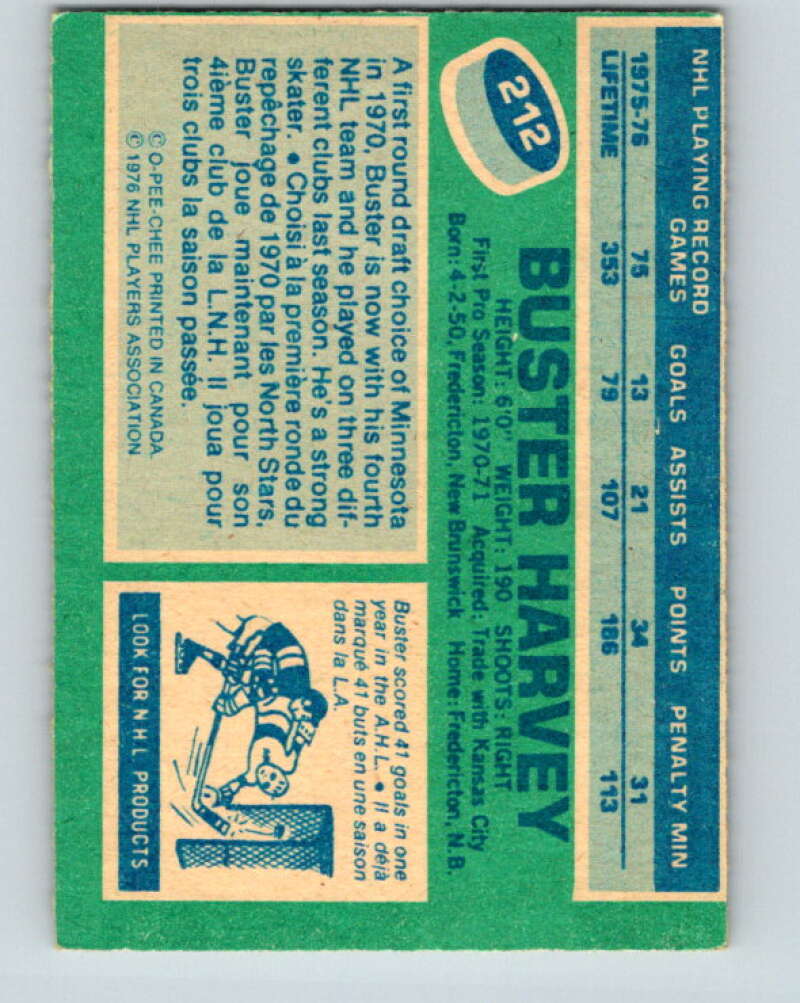 NHL PLAYING RECORD
GAMES GOALS ASSISTS POINTS PENALTY MIN
1975-76 75 13 21 34 31
LIFETIME 353 79 107 186 113
212
BUSTER HARVEY
HEIGHT: 6'0" WEIGHT: 190 SHOOTS: RIGHT
First Pro Season: 1970-71 Acquired: Trade with Kansas City
Born: 4-2-50, Fredericton, New Brunswick Home: Fredericton, N.B.
A first round draft choice of Minnesota
in 1970, Buster is now with his fourth
NHL team and he played on three dif-
ferent clubs last season. He's a strong
skater. • Choisi à la première ronde du
repêchage de 1970 par les North Stars,
Buster joue maintenant pour son
4ième club de la L.N.H. Il joua pour
trois clubs la saison passée.
© O-PEE-CHEE PRINTED IN CANADA
© 1976 NHL PLAYERS ASSOCIATION
Buster scored 41 goals in one
year in the A.H.L. • Il a déjà
marqué 41 buts en une saison
dans la L.A.
LOOK FOR N.H.L. PRODUCTS